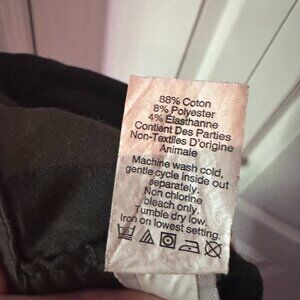 88% Coton
8% Polyester
4% Élasthanne
Contient Des Parties
Non-Textiles D'origine
Animale
Machine wash cold,
gentle cycle inside out
separately.
Non chlorine
bleach only.
Tumble dry low.
Iron on lowest setting.